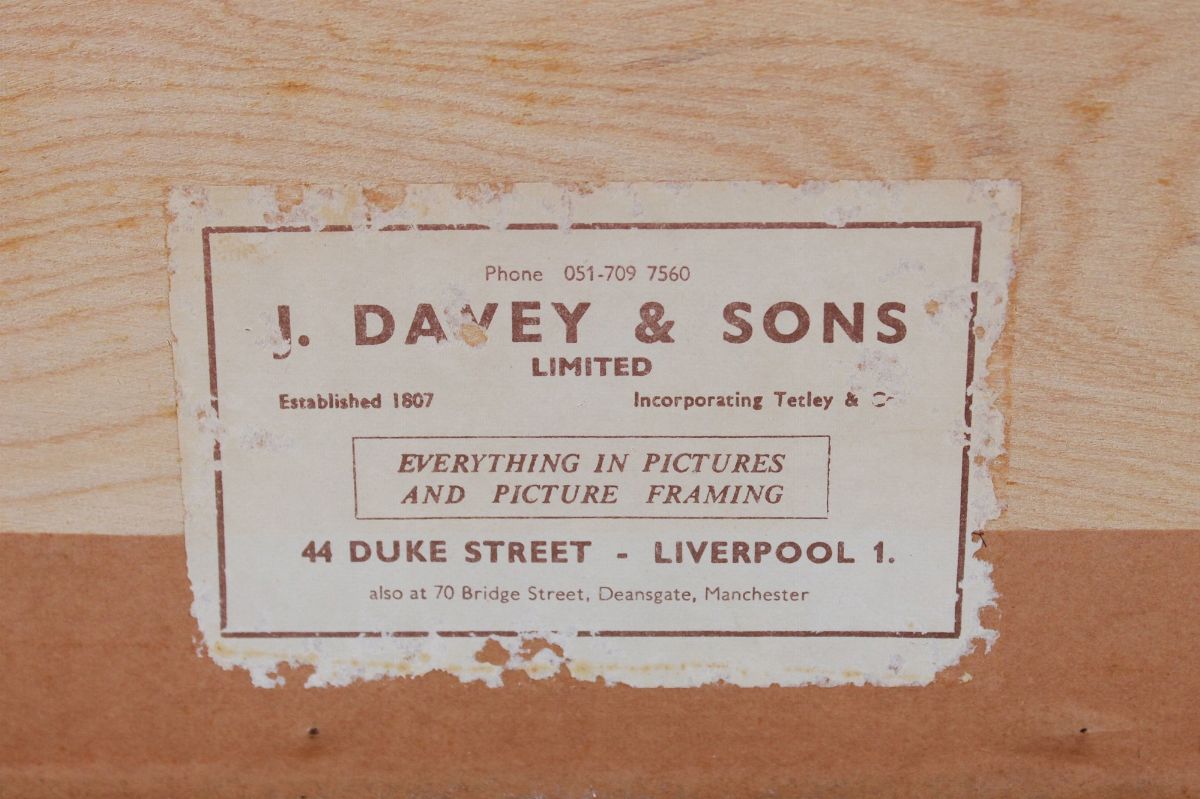 Phone 051-709 7560
J. DAVEY & SONS
LIMITED
Established 1807 Incorporating Tetley & Co
EVERYTHING IN PICTURES
AND PICTURE FRAMING
44 DUKE STREET - LIVERPOOL 1.
also at 70 Bridge Street, Deansgate, Manchester